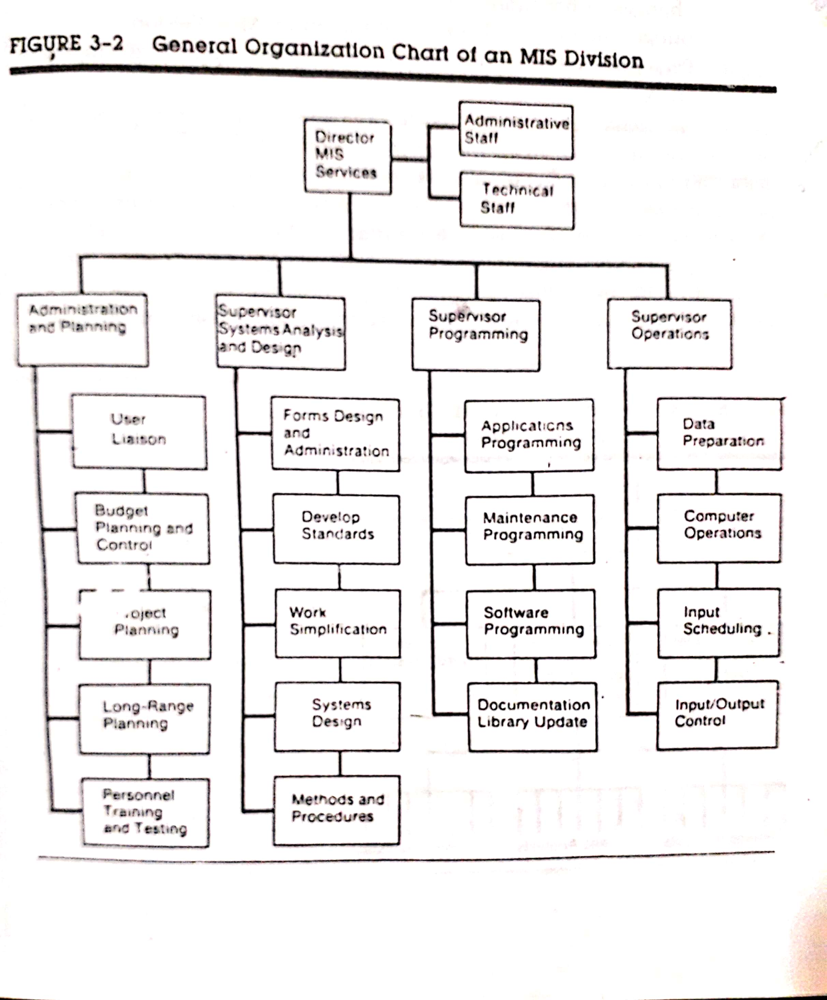 FIGURE 3-2 General Organization Chart of an MIS Division
Administrative
Staff
Director
MIS
Services
Technical
Staff
Administration
and Planning
Supervisor
Systems Analysis
and Design
Supervisor
Programming
Supervisor
Operations
User
Liaison
Budget
Planning and
Control
Planning
Long-Range
Planning
Personnel
Training
and Testing
Forms Design
and
Administration
Develop
Standards
Work
Simplification
Systems
Design
Methods and
Procedures
Applications
Programming
Maintenance
Programming
Software
Programming
Documentation
Library Update
Data
Preparation
Computer
Operations
Input
Scheduling
Input/Output
Control